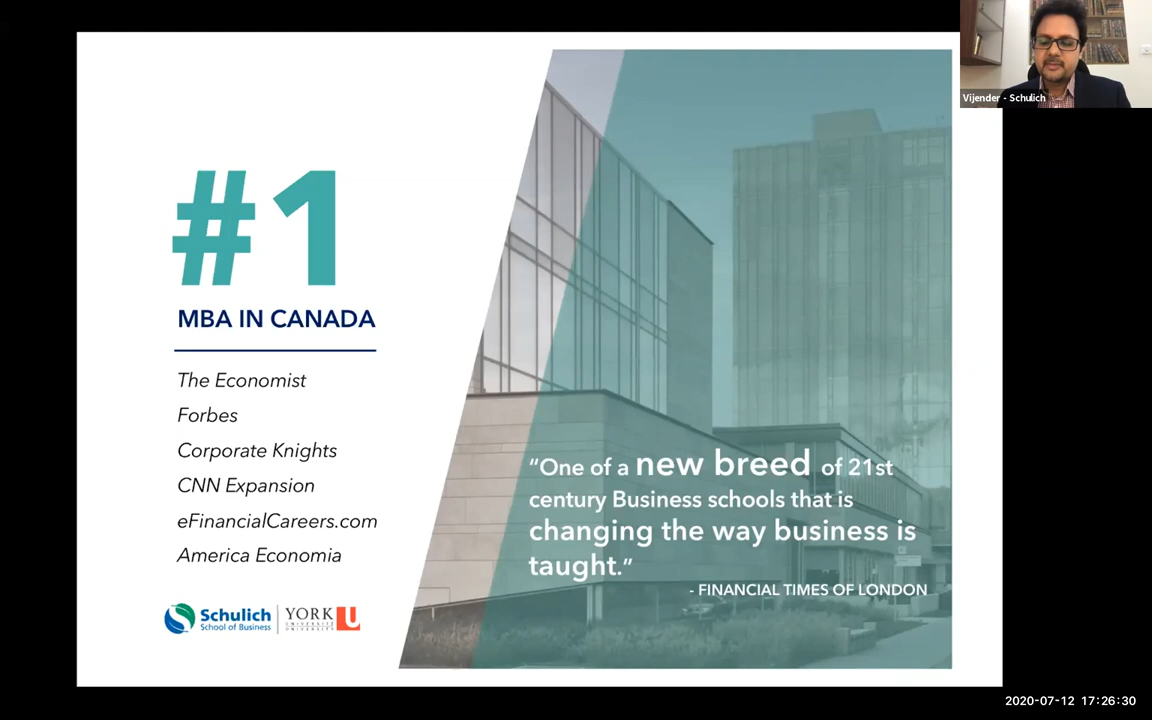 Vijender - Schulich
#1
MBA IN CANADA
The Economist
Forbes
Corporate Knights
CNN Expansion
eFinancialCareers.com
America Economia
Schulich
School of Business
YORK U
UNIVERSITÉ
UNIVERSITY
“One of a new breed of 21st
century Business schools that is
changing the way business is
taught.”
- FINANCIAL TIMES OF LONDON
2020-07-12 17:26:30